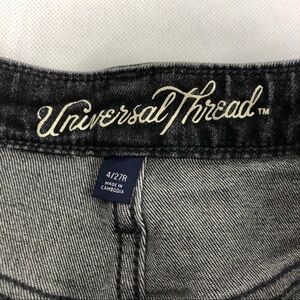 Universal Thread™
4/27R
MADE IN
CAMBODIA